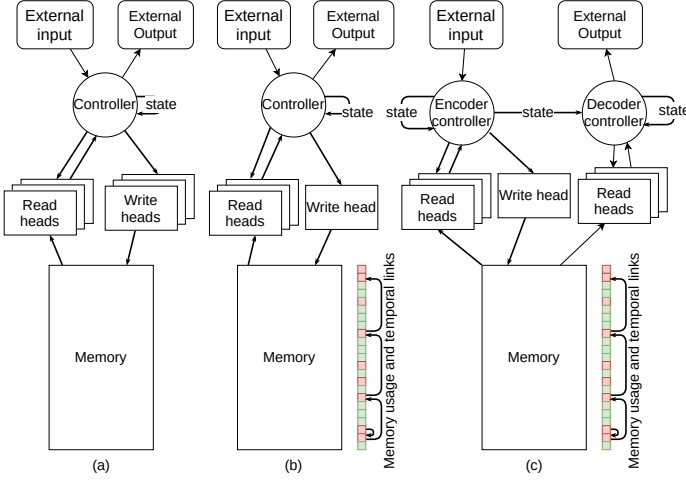 External
input
External
Output
Controller
state
Read
heads
Write
heads
Memory
(a)
External
input
External
Output
Controller
state
Read
heads
Write head
Memory
Memory usage and temporal links
(b)
External
input
External
Output
state
Encoder
controller
state
Decoder
controller
state
Read
heads
Write head
Read
heads
Memory
Memory usage and temporal links
(c)